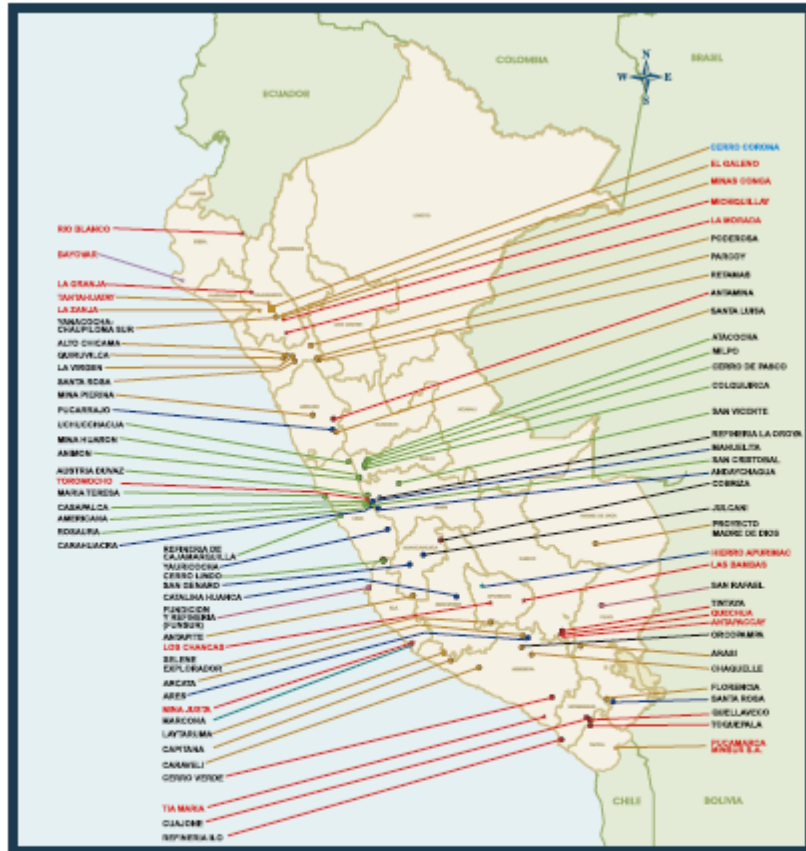 COLOMBIA
BRASIL
ECUADOR
N
W E
S
RIO BLANCO
BAYOVAR
LA GRANJA
TANTAHUATAY
LA ZANJA
YANACOCHA-
CHAUPILOMA SUR
ALTO CHICAMA
QUIRUVILCA
LA VIRGEN
SANTA ROSA
MINA PIERINA
PUCARRAJO
UCHUCCHACUA
MINA HUARON
ANIMON
AUSTRIA DUVAZ
TOROMOCHO
MARIA TERESA
CASAPALCA
AMERICANA
ROSAURA
CARAHUACRA
REFINERIA DE
CAJAMARQUILLA
YAURICOCHA
CERRO LINDO
SAN GENARO
CATALINA HUANCA
FUNDICION
Y REFINERIA
(FUNSUR)
ANTAPITE
LOS CHANCAS
SELENE
EXPLORADOR
ARCATA
ARES
MINA JUSTA
MARCONA
LAYTARUMA
CAPITANA
CARAVELI
CERRO VERDE
TIA MARIA
CUAJONE
REFINERIA ILO
CERRO CORONA
EL GALENO
MINAS CONGA
MICHIQUILLAY
LA MORADA
PODEROSA
PARCOY
RETAMAS
ANTAMINA
SANTA LUISA
ATACOCHA
MILPO
CERRO DE PASCO
COLQUIJIRCA
SAN VICENTE
REFINERIA LA OROYA
MANUELITA
SAN CRISTOBAL
ANDAYCHAGUA
COBRIZA
JULCANI
PROYECTO
MADRE DE DIOS
HIERRO APURIMAC
LAS BAMBAS
SAN RAFAEL
TINTAYA
QUECHUA
ANTAPACCAY
ORCOPAMPA
ARASI
CHAQUELLE
FLORENCIA
SANTA ROSA
QUELLAVECO
TOQUEPALA
PUCAMARCA
MINSUR S.A.
CHILE
BOLIVIA